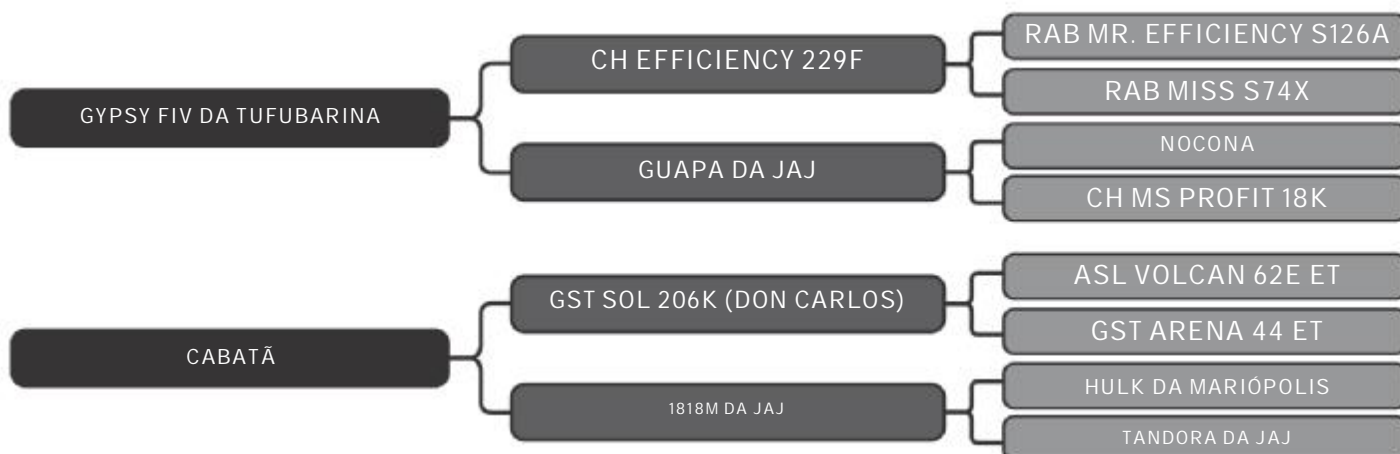 GYPSY FIV DA TUFUBARINA
CH EFFICIENCY 229F
RAB MR. EFFICIENCY S126A
RAB MISS S74X
GUAPA DA JAJ
NOCONA
CH MS PROFIT 18K
CABATÃ
GST SOL 206K (DON CARLOS)
ASL VOLCAN 62E ET
GST ARENA 44 ET
1818M DA JAJ
HULK DA MARIÓPOLIS
TANDORA DA JAJ